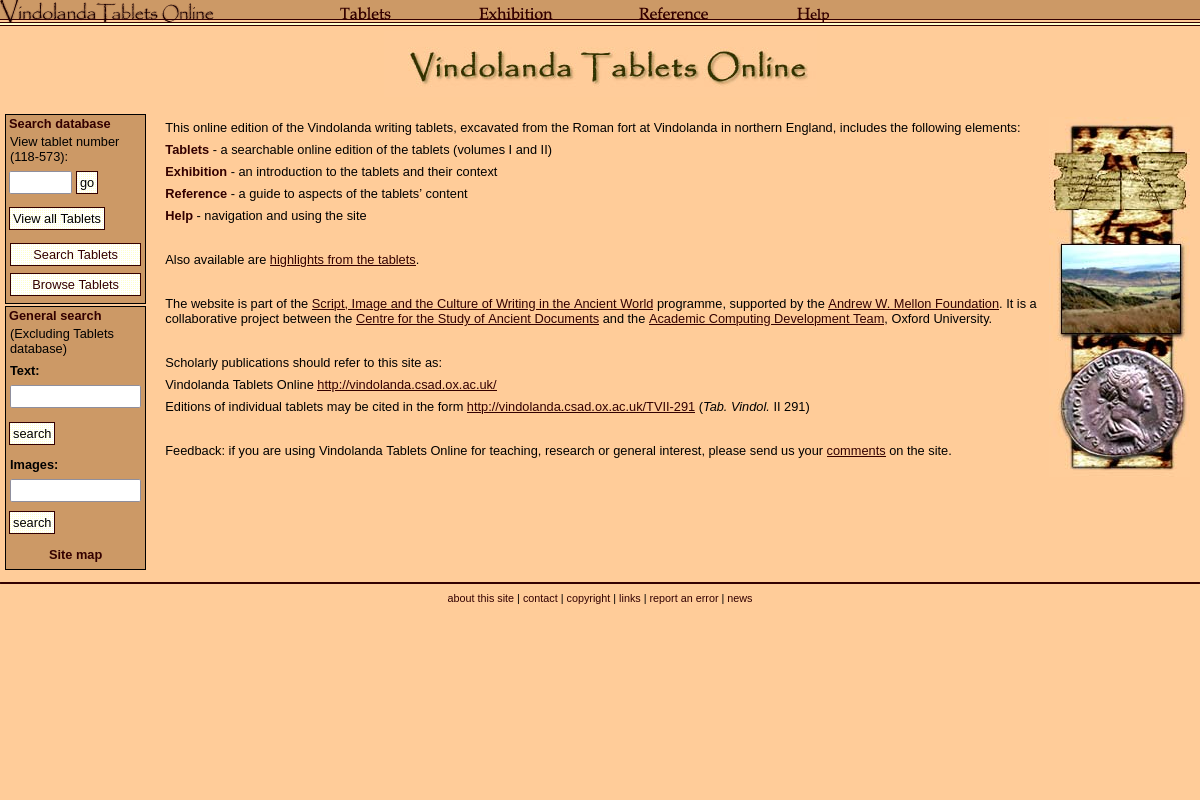 Vindolanda Tablets Online
Tablets
Exhibition
Reference
Help
Vindolanda Tablets Online
Search database
View tablet number
(118-573):
go
View all Tablets
Search Tablets
Browse Tablets
General search
(Excluding Tablets
database)
Text:
search
Images:
search
Site map
This online edition of the Vindolanda writing tablets, excavated from the Roman fort at Vindolanda in northern England, includes the following elements:
Tablets - a searchable online edition of the tablets (volumes I and II)
Exhibition - an introduction to the tablets and their context
Reference - a guide to aspects of the tablets' content
Help - navigation and using the site
Also available are highlights from the tablets.
The website is part of the Script, Image and the Culture of Writing in the Ancient World programme, supported by the Andrew W. Mellon Foundation. It is a
collaborative project between the Centre for the Study of Ancient Documents and the Academic Computing Development Team, Oxford University.
Scholarly publications should refer to this site as:
Vindolanda Tablets Online http://vindolanda.csad.ox.ac.uk/
Editions of individual tablets may be cited in the form http://vindolanda.csad.ox.ac.uk/TVII-291 (Tab. Vindol. II 291)
Feedback: if you are using Vindolanda Tablets Online for teaching, research or general interest, please send us your comments on the site.
about this site | contact | copyright | links | report an error | news